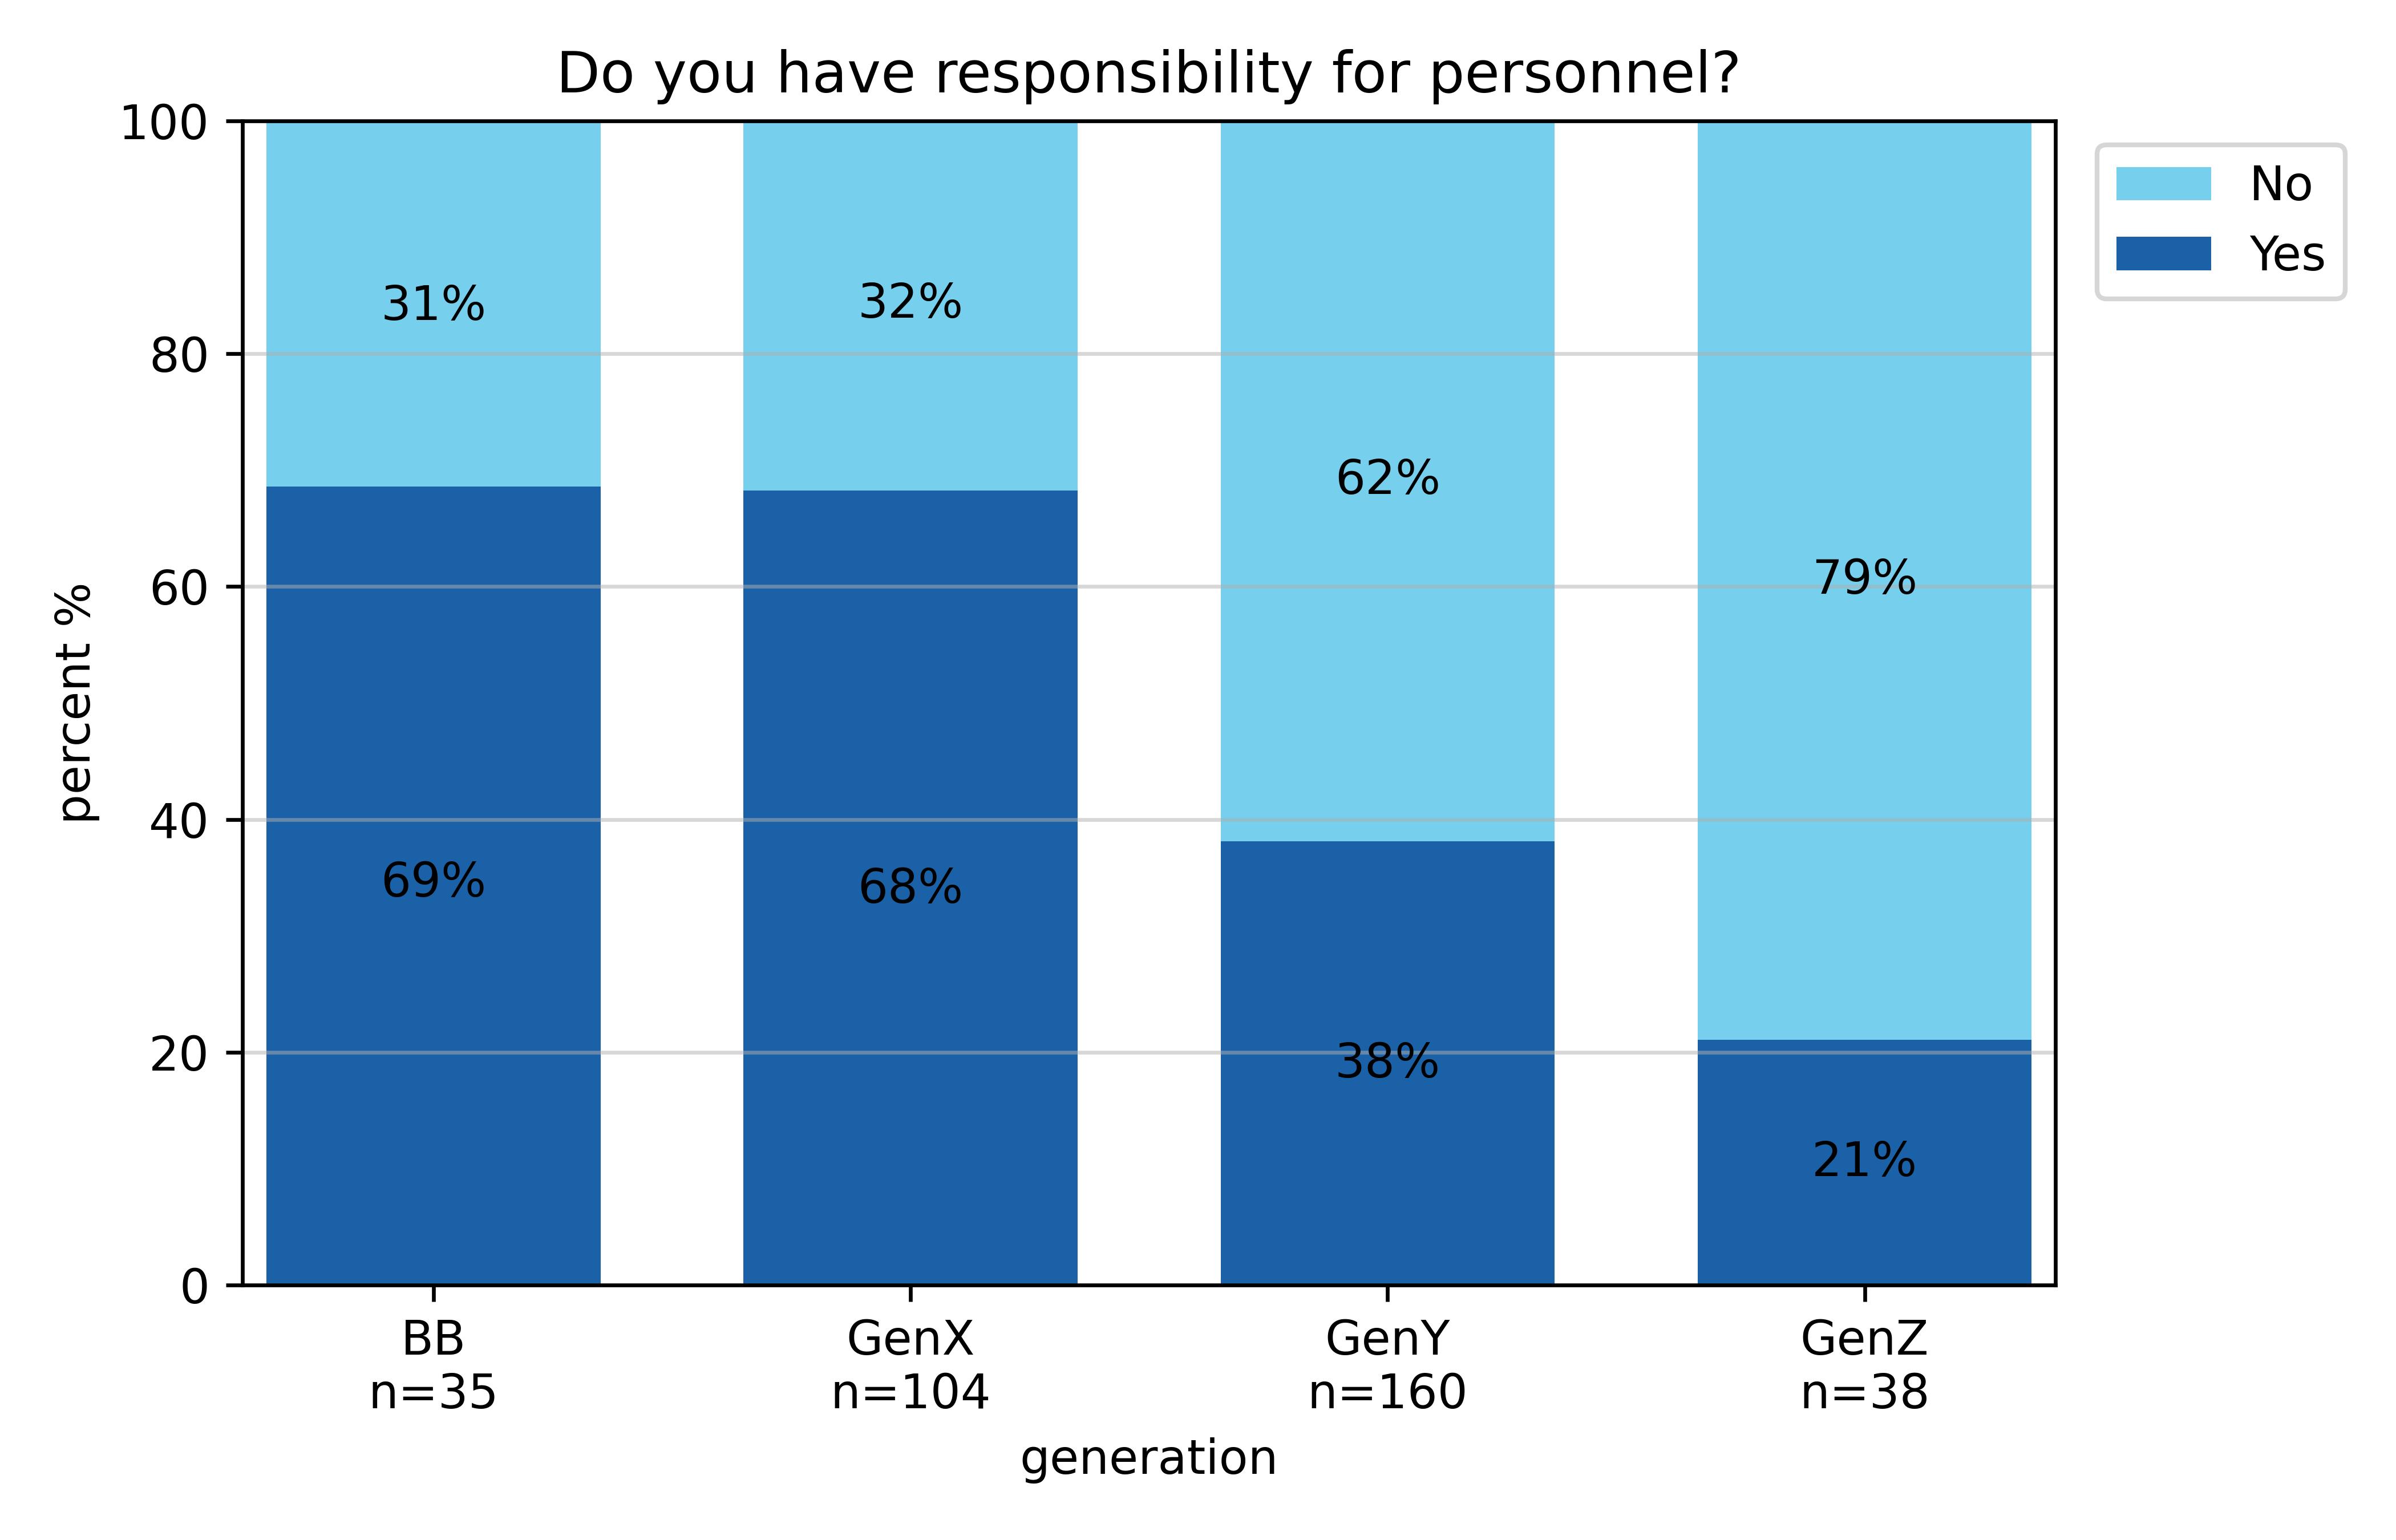 Do you have responsibility for personnel?
100
80
60
40
20
0
percent %
31%
32%
62%
79%
69%
68%
38%
21%
No
Yes
BB
n=35
GenX
n=104
GenY
n=160
GenZ
n=38
generation